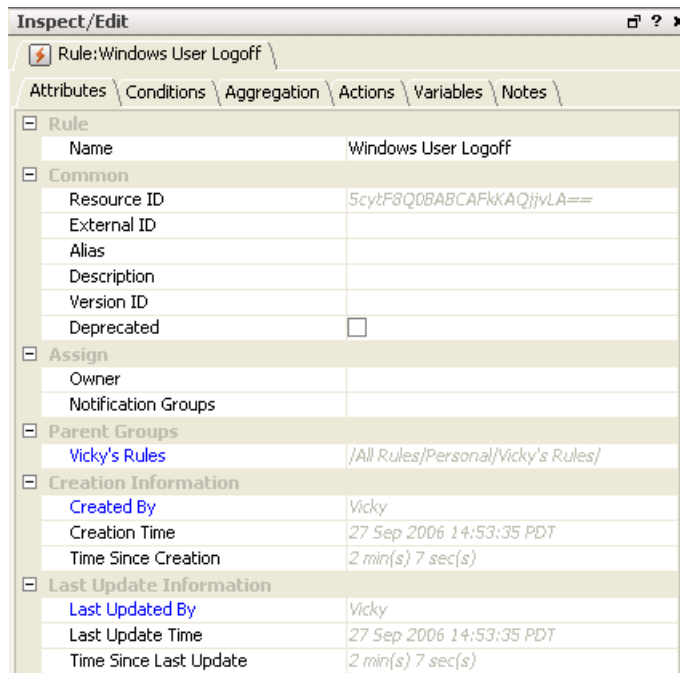 Inspect/Edit
Rule:Windows User Logoff
Attributes Conditions Aggregation Actions Variables Notes
Rule
Name Windows User Logoff
Common
Resource ID 5cytF8Q0BABCAFkKAQjjvLA==
External ID
Alias
Description
Version ID
Deprecated
Assign
Owner
Notification Groups
Parent Groups
Vicky's Rules /All Rules/Personal/Vicky's Rules/
Creation Information
Created By Vicky
Creation Time 27 Sep 2006 14:53:35 PDT
Time Since Creation 2 min(s) 7 sec(s)
Last Update Information
Last Updated By Vicky
Last Update Time 27 Sep 2006 14:53:35 PDT
Time Since Last Update 2 min(s) 7 sec(s)